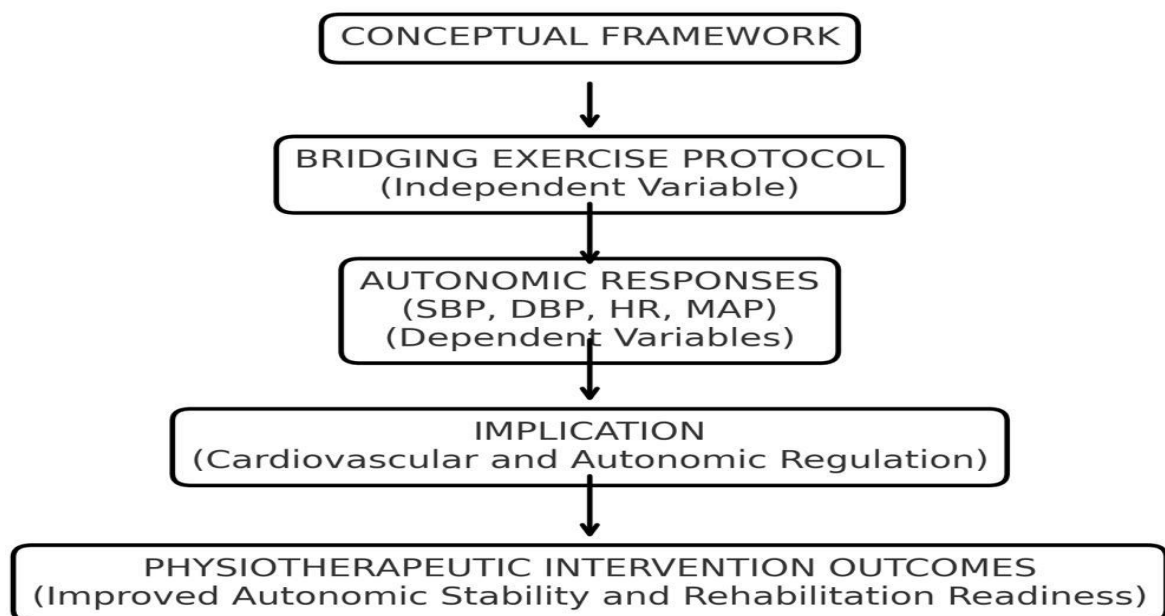 CONCEPTUAL FRAMEWORK
BRIDGING EXERCISE PROTOCOL
(Independent Variable)
AUTONOMIC RESPONSES
(SBP, DBP, HR, MAP)
(Dependent Variables)
IMPLICATION
(Cardiovascular and Autonomic Regulation)
PHYSIOTHERAPEUTIC INTERVENTION OUTCOMES
(Improved Autonomic Stability and Rehabilitation Readiness)